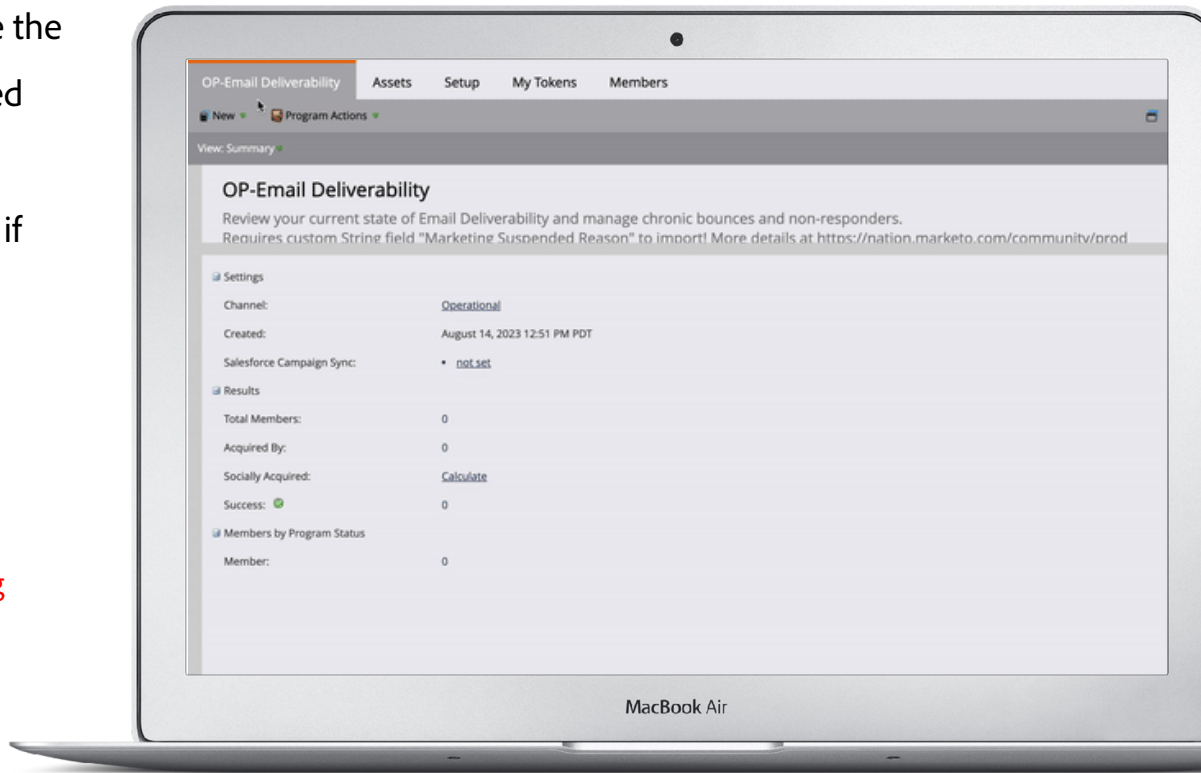 e the
ed
if
g
OP-Email Deliverability Assets Setup My Tokens Members
New Program Actions
View: Summary
OP-Email Deliverability
Review your current state of Email Deliverability and manage chronic bounces and non-responders.
Requires custom String field "Marketing Suspended Reason" to import! More details at https://nation.marketo.com/community/prod
Settings
Channel: Operational
Created: August 14, 2023 12:51 PM PDT
Salesforce Campaign Sync: • not set
Results
Total Members: 0
Acquired By: 0
Socially Acquired: Calculate
Success: 0
Members by Program Status
Member: 0
MacBook Air